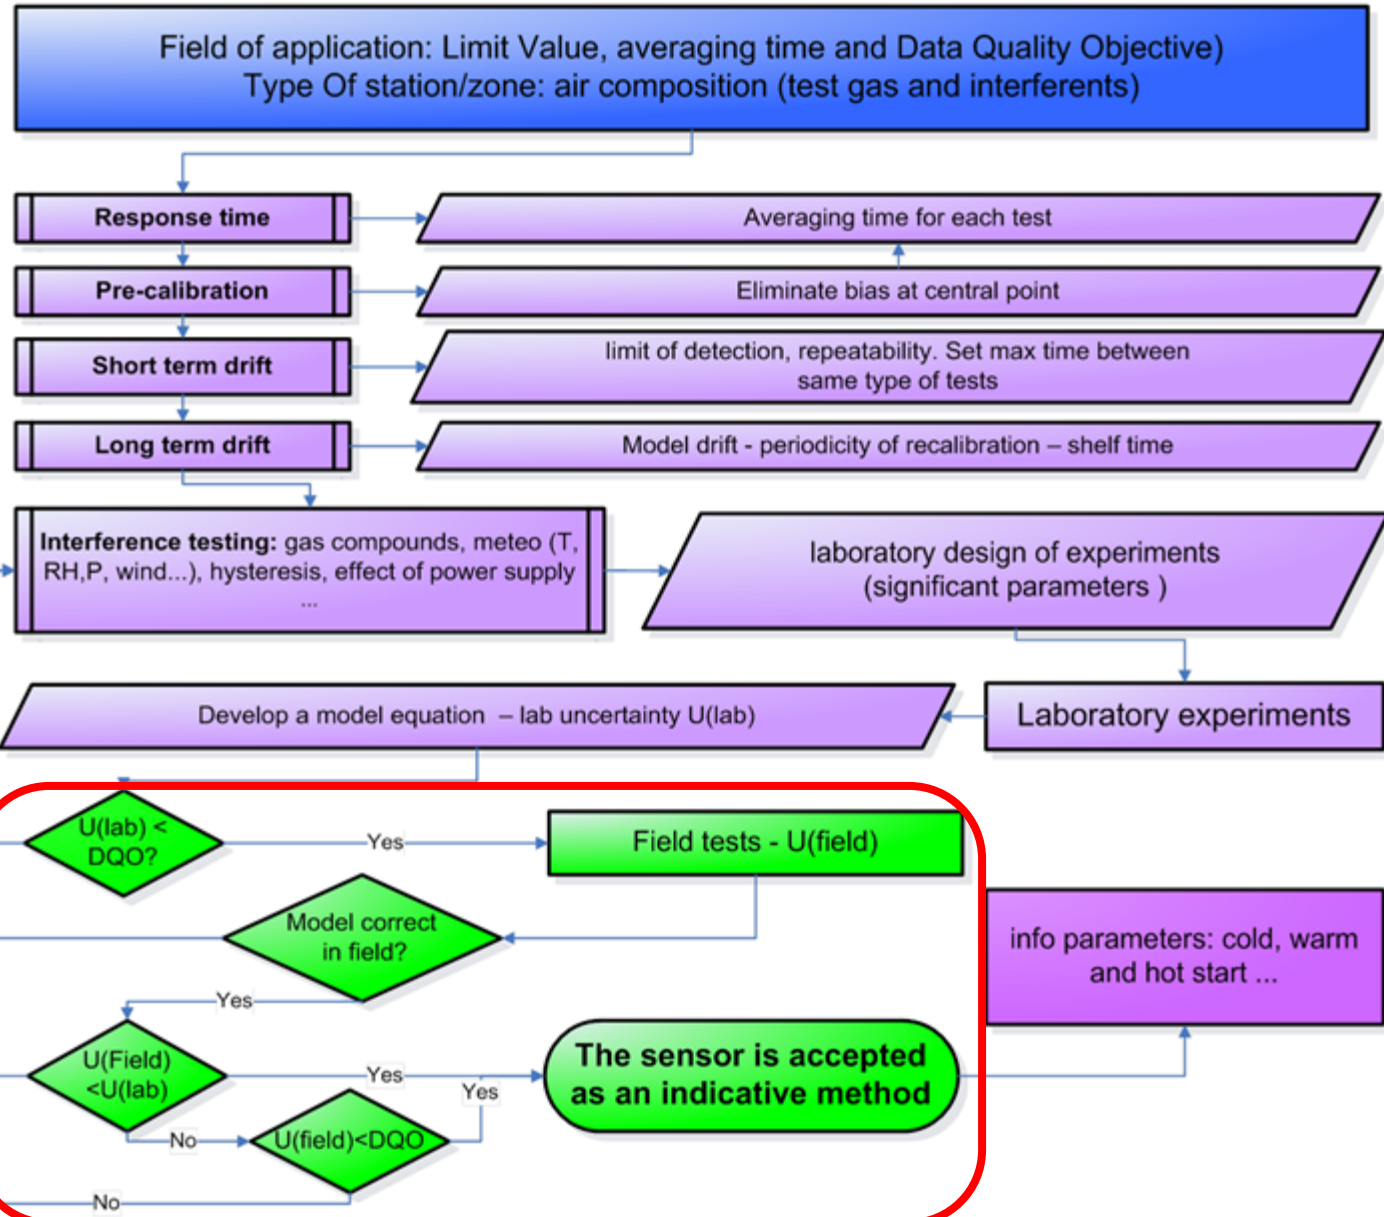 Field of application: Limit Value, averaging time and Data Quality Objective)
Type Of station/zone: air composition (test gas and interferents)
Response time
Averaging time for each test
Pre-calibration
Eliminate bias at central point
Short term drift
limit of detection, repeatability. Set max time between
same type of tests
Long term drift
Model drift - periodicity of recalibration – shelf time
Interference testing: gas compounds, meteo (T,
RH,P, wind...), hysteresis, effect of power supply
...
laboratory design of experiments
(significant parameters )
Develop a model equation – lab uncertainty U(lab)
Laboratory experiments
U(lab) <
DQO?
Yes
Field tests - U(field)
Model correct
in field?
info parameters: cold, warm
and hot start ...
Yes
U(Field)
<U(lab)
Yes
Yes
The sensor is accepted
as an indicative method
No
U(field)<DQO
No